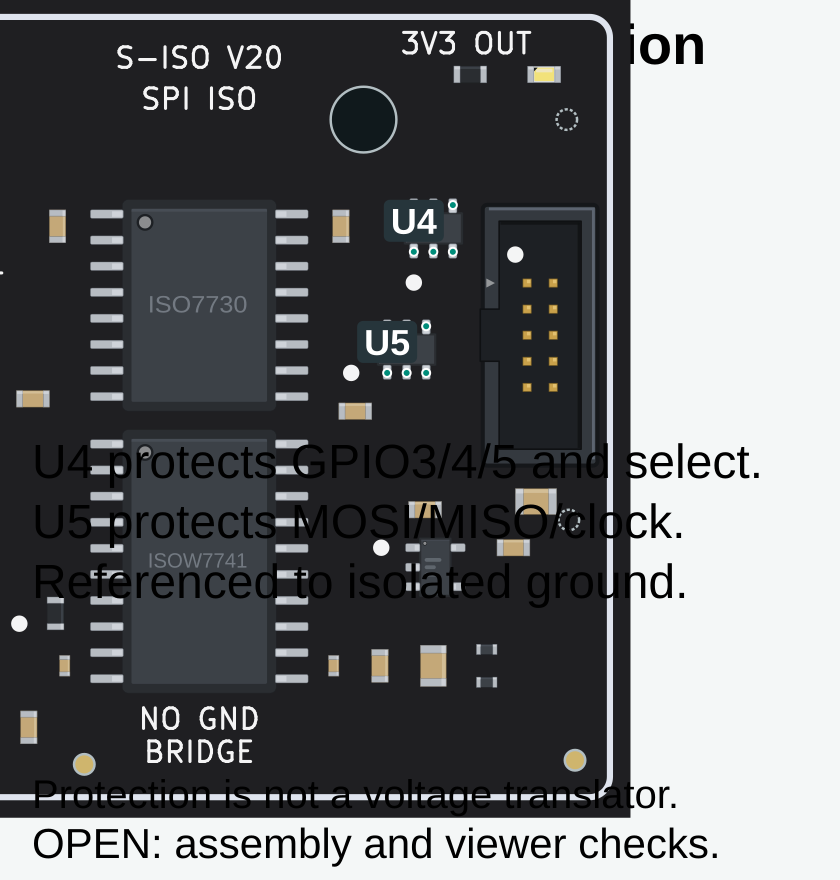 ion
S-ISO V20
SPI ISO
3V3 OUT
U4
ISO7730
U5
U4 protects GPIO3/4/5 and select.
U5 protects MOSI/MISO/clock.
ISOW7741
Referenced to isolated ground.
NO GND
BRIDGE
Protection is not a voltage translator.
OPEN: assembly and viewer checks.